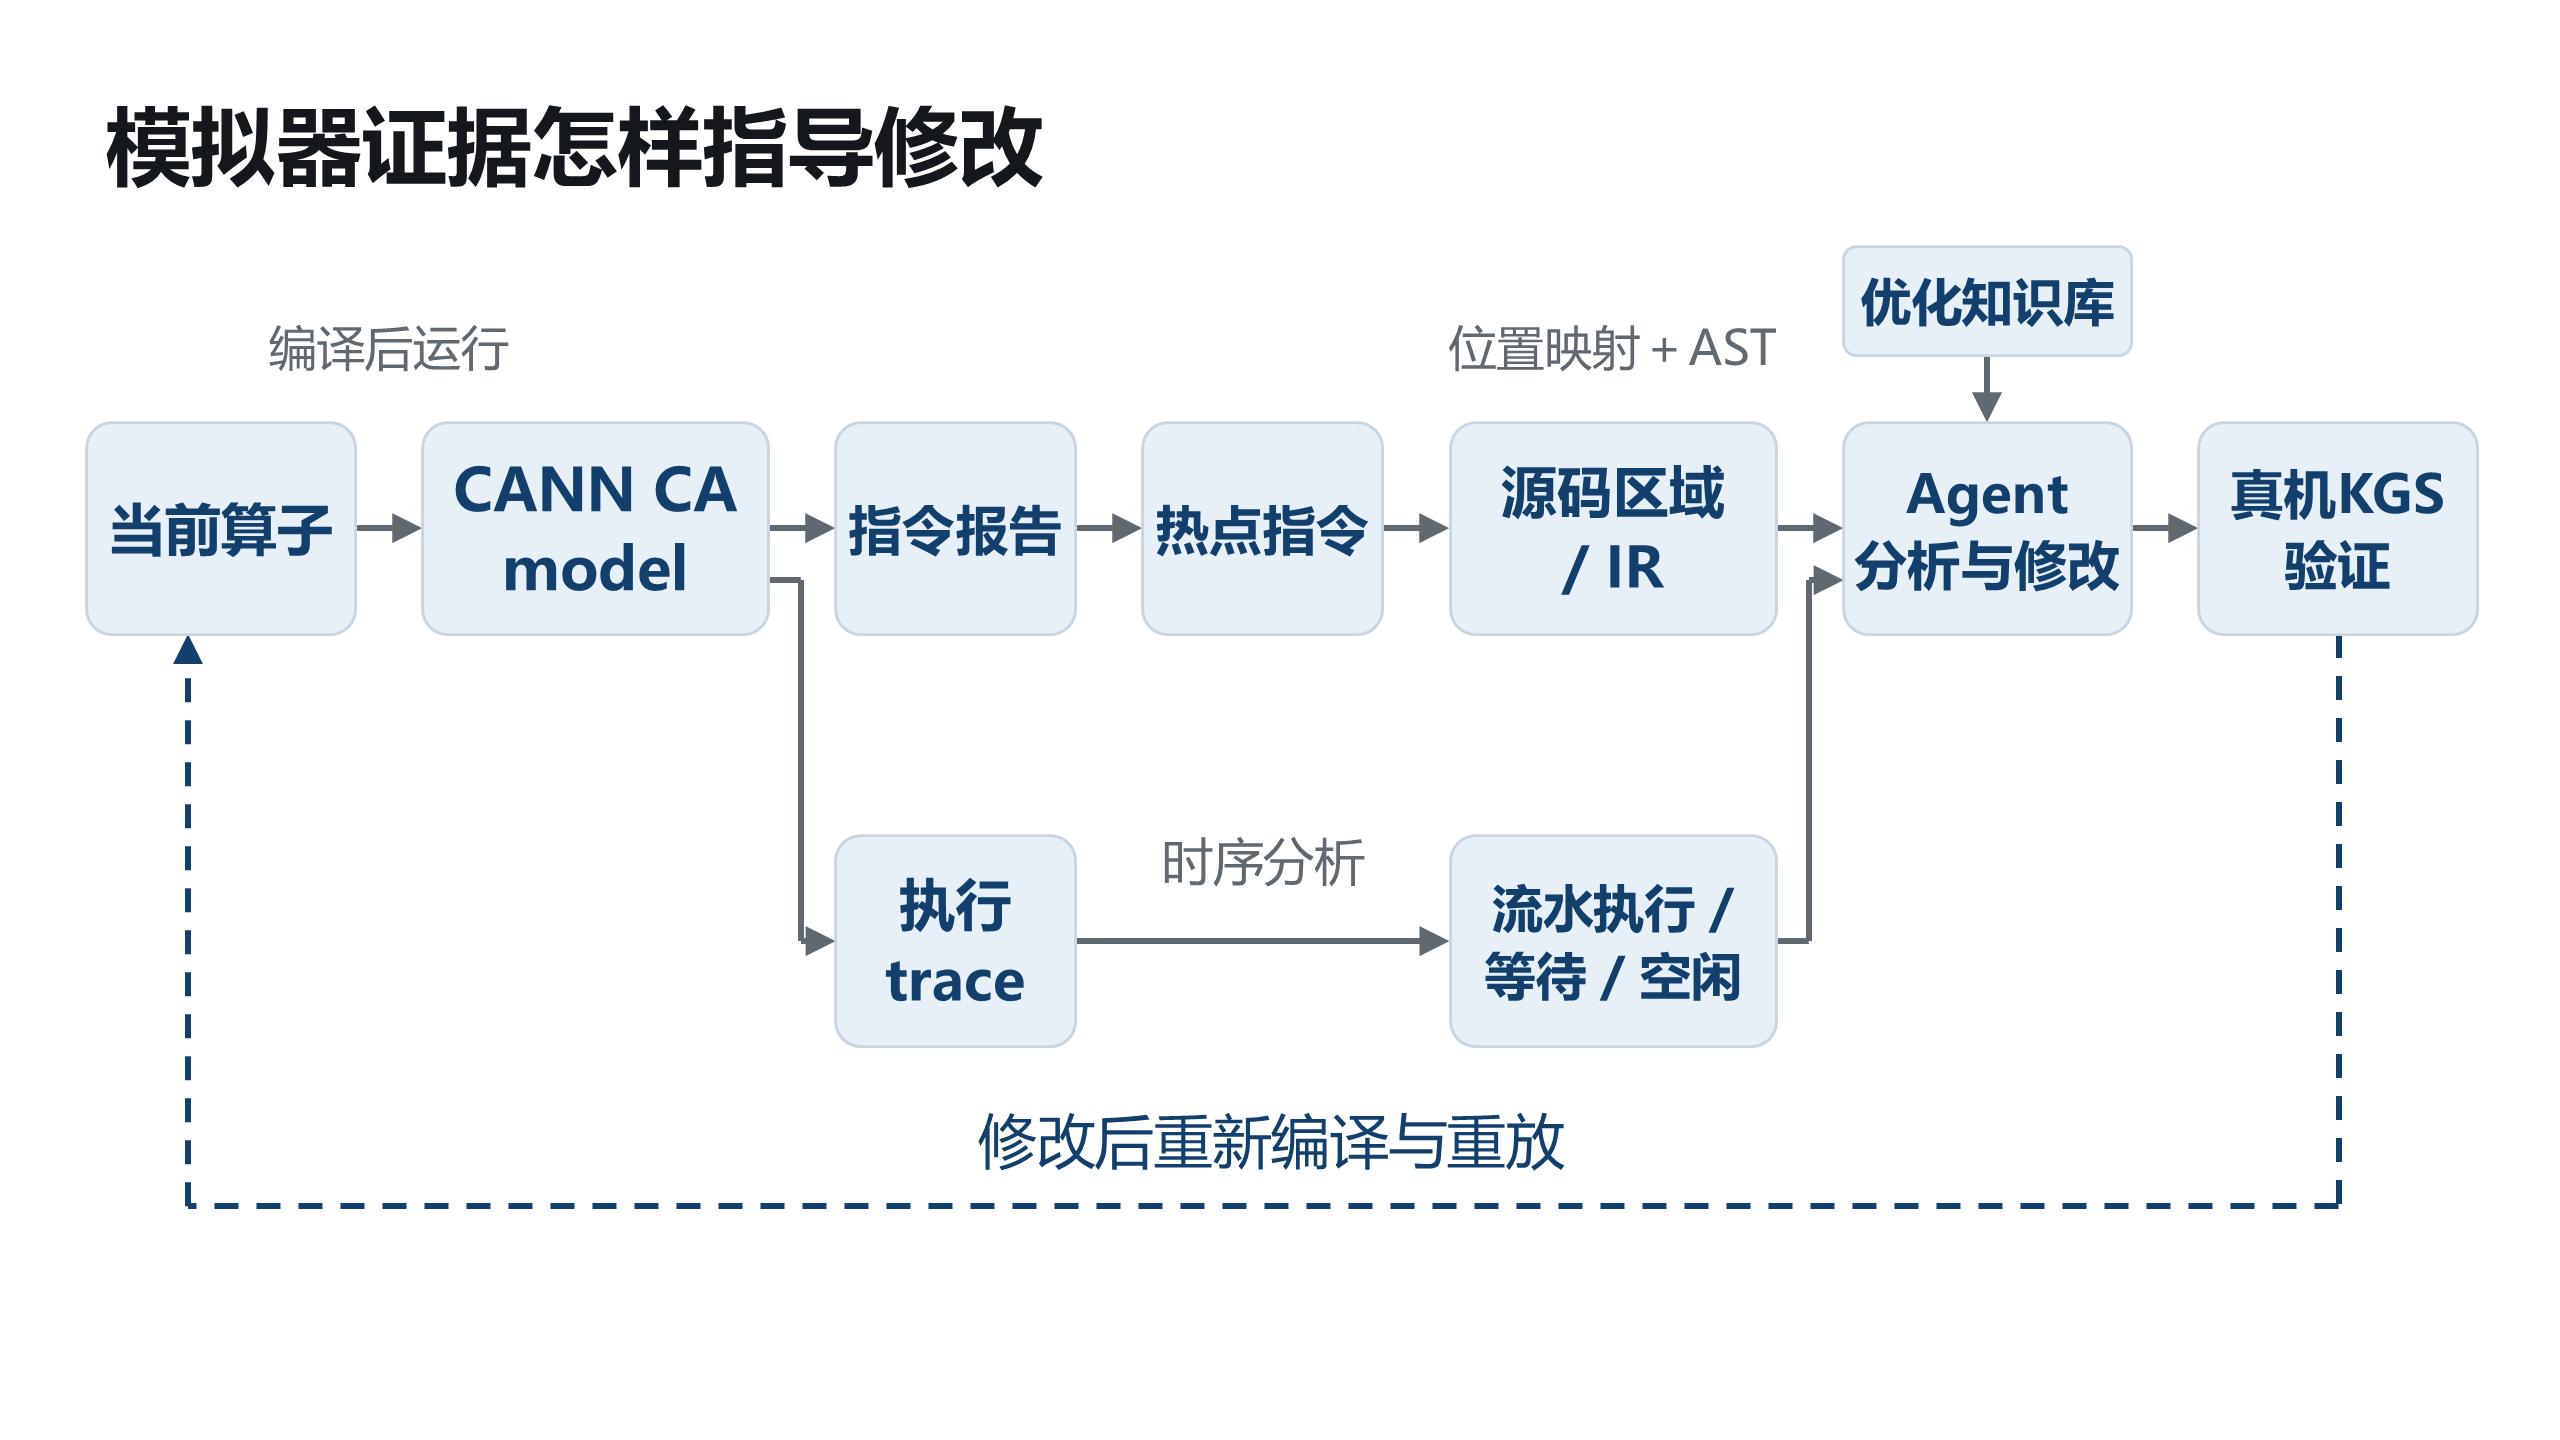 模拟器证据怎样指导修改
优化知识库
编译后运行
位置映射 + AST
当前算子
CANN CA
model
指令报告
热点指令
源码区域
/ IR
Agent
分析与修改
真机KGS
验证
执行
trace
时序分析
流水执行 /
等待 / 空闲
修改后重新编译与重放